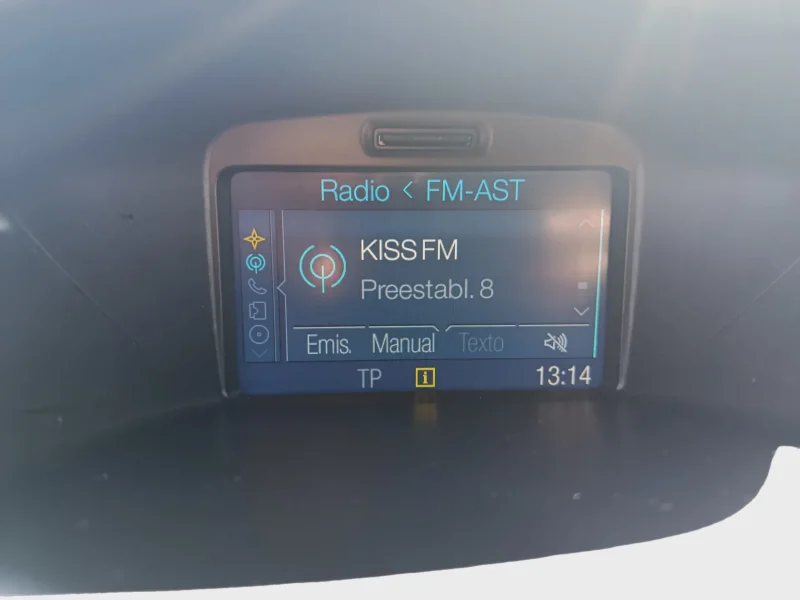 Radio < FM-AST
KISS FM
Preestabl. 8
Emis. Manual Texto
TP i 13:14